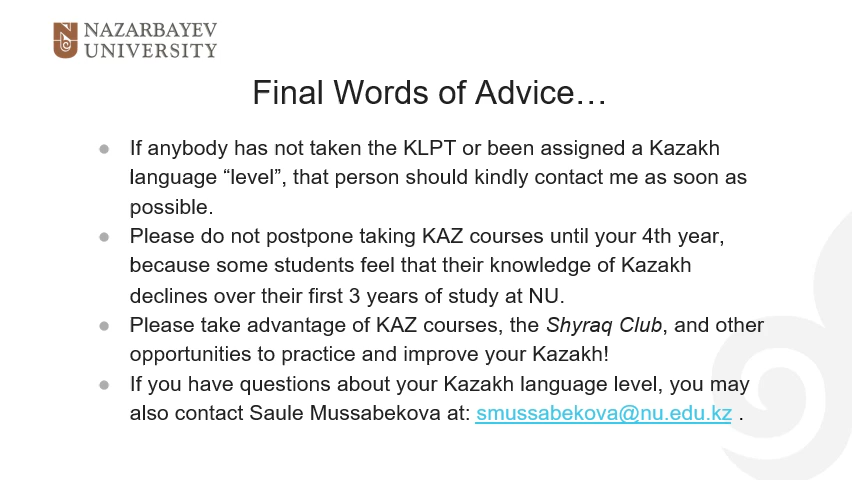 NAZARBAYEV
UNIVERSITY
Final Words of Advice…
If anybody has not taken the KLPT or been assigned a Kazakh
language “level”, that person should kindly contact me as soon as
possible.
Please do not postpone taking KAZ courses until your 4th year,
because some students feel that their knowledge of Kazakh
declines over their first 3 years of study at NU.
Please take advantage of KAZ courses, the Shyraq Club, and other
opportunities to practice and improve your Kazakh!
If you have questions about your Kazakh language level, you may
also contact Saule Mussabekova at: smussabekova@nu.edu.kz .